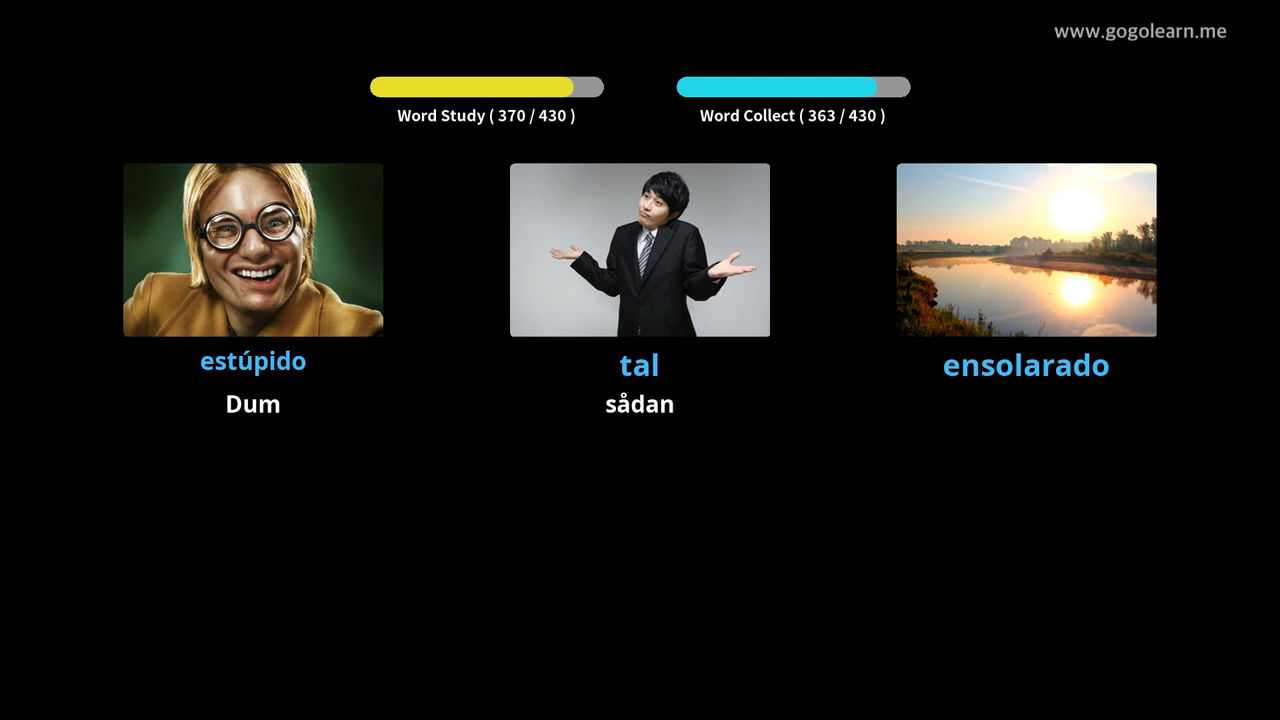 www.gogolearn.me
Word Study ( 370 / 430 )
Word Collect ( 363 / 430 )
estúpido
Dum
tal
sådan
ensolarado